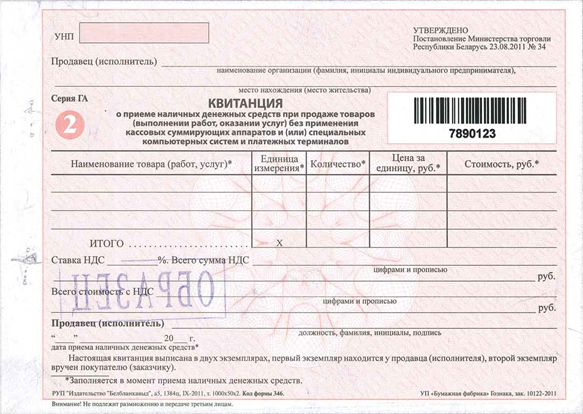 УНП
УТВЕРЖДЕНО
Постановление Министерства торговли
Республики Беларусь 23.08.2011 № 34
Продавец (исполнитель)
наименование организации (фамилия, инициалы индивидуального предпринимателя),
место нахождения (место жительства)
Серия ГА
2
КВИТАНЦИЯ
о приеме наличных денежных средств при продаже товаров
(выполнении работ, оказании услуг) без применения
кассовых суммирующих аппаратов и (или) специальных
компьютерных систем и платежных терминалов
7890123
Наименование товара (работ, услуг)* Единица измерения* Количество* Цена за единицу, руб.* Стоимость, руб.*
ИТОГО X
Ставка НДС %. Всего сумма НДС
цифрами и прописью
руб.
Всего стоимость с НДС
цифрами и прописью
руб.
ОБРАЗЕЦ
Продавец (исполнитель)
должность, фамилия, инициалы, подпись
“ ” 20 г.
дата приема наличных денежных средств*
Настоящая квитанция выписана в двух экземплярах, первый экземпляр находится у продавца (исполнителя), второй экземпляр
вручен покупателю (заказчику).
*Заполняется в момент приема наличных денежных средств.
РУП "Издательство "Белбланкавыд", а5, 1384ц, IX-2011, т. 1000x50x2. Код формы 346.
УП «Бумажная фабрика» Гознака, зак. 10122-2011
Внимание! Не подлежит размножению и передаче третьим лицам.